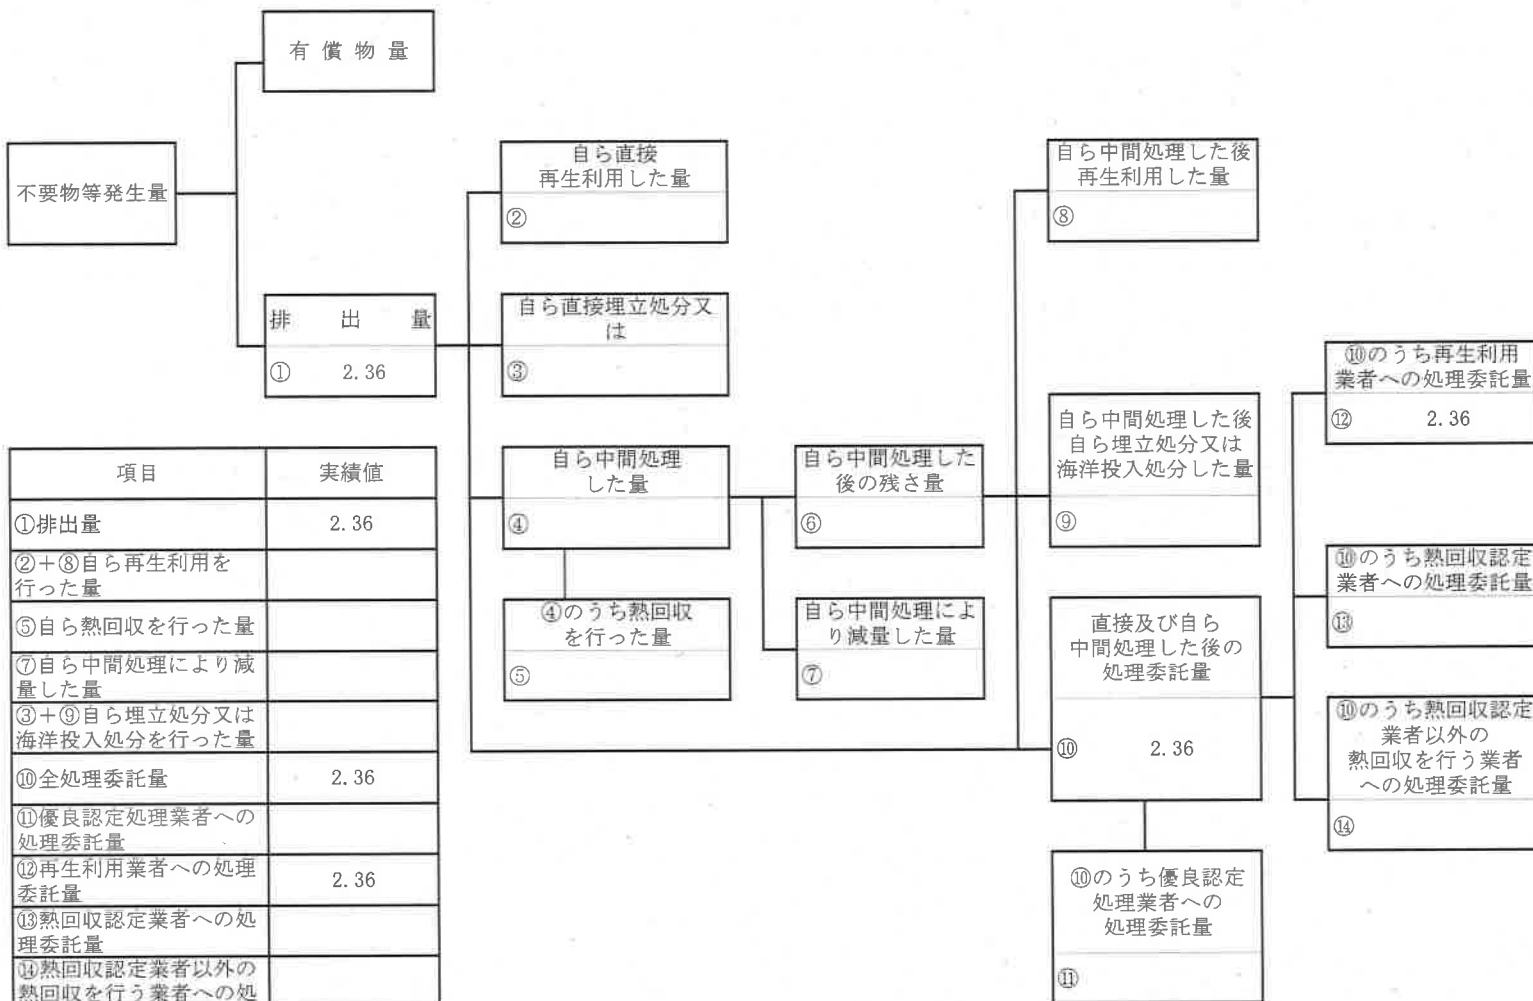 有償物量
不要物等発生量
排出量
① 2.36
自ら直接
再生利用した量
②
自ら直接埋立処分又
は
③
自ら中間処理
した量
④
④のうち熱回収
を行った量
⑤
自ら中間処理した
後の残さ量
⑥
自ら中間処理によ
り減量した量
⑦
自ら中間処理した後
再生利用した量
⑧
自ら中間処理した後
自ら埋立処分又は
海洋投入処分した量
⑨
直接及び自ら
中間処理した後の
処理委託量
⑩ 2.36
⑩のうち優良認定
処理業者への
処理委託量
⑪
⑩のうち再生利用
業者への処理委託量
⑫ 2.36
⑩のうち熱回収認定
業者への処理委託量
⑬
⑩のうち熱回収認定
業者以外の
熱回収を行う業者
への処理委託量
⑭
項目 実績値
①排出量 2.36
②+⑧自ら再生利用を
行った量
⑤自ら熱回収を行った量
⑦自ら中間処理により減
量した量
③+⑨自ら埋立処分又は
海洋投入処分を行った量
⑩全処理委託量 2.36
⑪優良認定処理業者への
処理委託量
⑫再生利用業者への処理
委託量 2.36
⑬熱回収認定業者への処
理委託量
⑭熱回収認定業者以外の
熱回収を行う業者への処